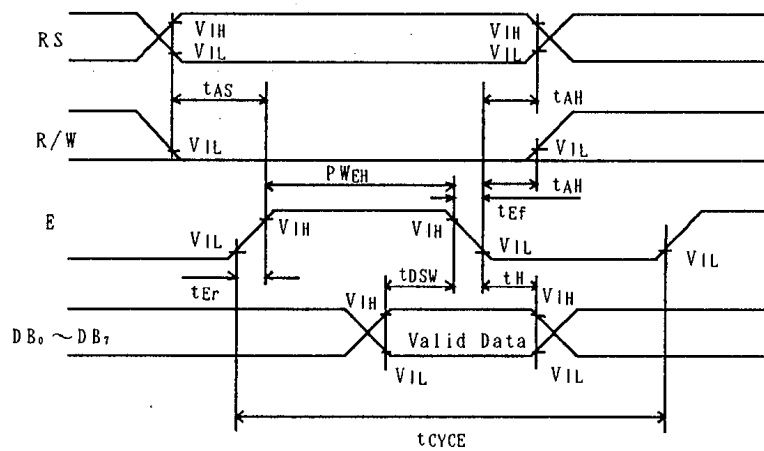 RS
VIH
VIL
VIH
VIL
tAS
tAH
R/W
VIL
VIL
PWEH
tAH
tEf
E
VIL
VIH
VIH
VIL
VIL
tEr
tDSW
tH
VIH
VIH
DB₀~DB₇
Valid Data
VIL
VIL
tCYCE